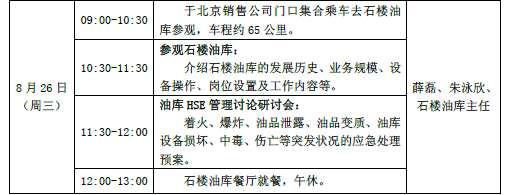 09:00-10:30
于北京销售公司门口集合乘车去石楼油
库参观，车程约 65 公里。
8 月 26 日
（周三）
10:30-11:30
参观石楼油库：
介绍石楼油库的发展历史、业务规模、设
备操作、岗位设置及工作内容等。
11:30-12:00
油库 HSE 管理讨论研讨会：
着火、爆炸、油品泄露、油品变质、油库
设备损坏、中毒、伤亡等突发状况的应急处理
预案。
12:00-13:00
石楼油库餐厅就餐，午休。
薛磊、朱泳欣、
石楼油库主任